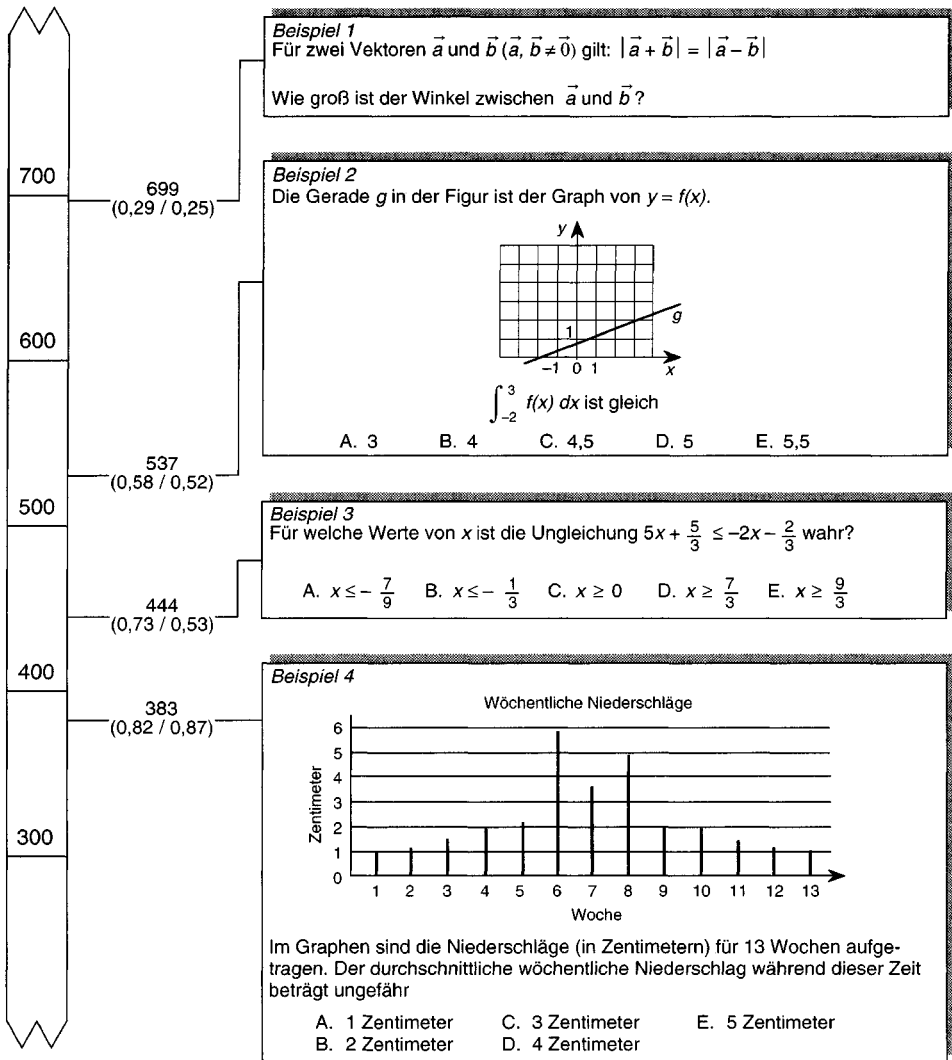 Beispiel 1
Für zwei Vektoren a⃗ und b⃗ (a⃗, b⃗ ≠ 0⃗) gilt: |a⃗ + b⃗| = |a⃗ − b⃗|
Wie groß ist der Winkel zwischen a⃗ und b⃗ ?
700
699
(0,29 / 0,25)
Beispiel 2
Die Gerade g in der Figur ist der Graph von y = f(x).
y
g
1
−1 0 1
x
∫₋₂³ f(x) dx ist gleich
A. 3 B. 4 C. 4,5 D. 5 E. 5,5
600
537
(0,58 / 0,52)
500
Beispiel 3
Für welche Werte von x ist die Ungleichung 5x + 5/3 ≤ −2x − 2/3 wahr?
A. x ≤ − 7/9 B. x ≤ − 1/3 C. x ≥ 0 D. x ≥ 7/3 E. x ≥ 9/3
444
(0,73 / 0,53)
400
383
(0,82 / 0,87)
300
Beispiel 4
Wöchentliche Niederschläge
Zentimeter
6
5
4
3
2
1
0
1 2 3 4 5 6 7 8 9 10 11 12 13
Woche
Im Graphen sind die Niederschläge (in Zentimetern) für 13 Wochen aufge-
tragen. Der durchschnittliche wöchentliche Niederschlag während dieser Zeit
beträgt ungefähr
A. 1 Zentimeter C. 3 Zentimeter E. 5 Zentimeter
B. 2 Zentimeter D. 4 Zentimeter